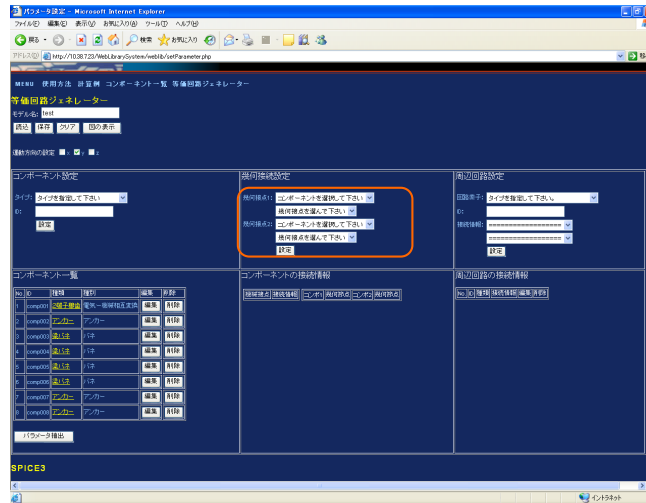 パラメータ設定 - Microsoft Internet Explorer
ファイル(F) 編集(E) 表示(V) お気に入り(A) ツール(T) ヘルプ(H)
戻る 検索 お気に入り
アドレス(D) http://10.38.7.23/WebLibrarySystem/weblib/setParameter.php 移
MENU 使用方法 計算例 コンポーネント一覧 等価回路ジェネレーター
等価回路ジェネレーター
モデル名: test
読込 保存 クリア 図の表示
運動方向の設定 x y z
コンポーネント設定
タイプ: タイプを指定して下さい
ID:
設定
幾何接続設定
幾何接点1: コンポーネントを選択して下さい
幾何接点を選んで下さい
幾何接点2: コンポーネントを選択して下さい
幾何接点を選んで下さい
設定
周辺回路設定
回路素子: タイプを指定して下さい。
ID:
接続情報: ====================
====================
設定
コンポーネント一覧
No. ID 種類 種別 編集 削除
1 comp001 2端子櫛歯 電気－機械相互変換 編集 削除
2 comp002 アンカー アンカー 編集 削除
3 comp003 梁バネ バネ 編集 削除
4 comp004 梁バネ バネ 編集 削除
5 comp005 梁バネ バネ 編集 削除
6 comp006 梁バネ バネ 編集 削除
7 comp007 アンカー アンカー 編集 削除
8 comp008 アンカー アンカー 編集 削除
パラメータ抽出
コンポーネントの接続情報
機械接点 接続情報 コンポ1 幾何節点 コンポ2 幾何節点
周辺回路の接続情報
No. ID 種類 接続情報 編集 削除
SPICE3
インターネット